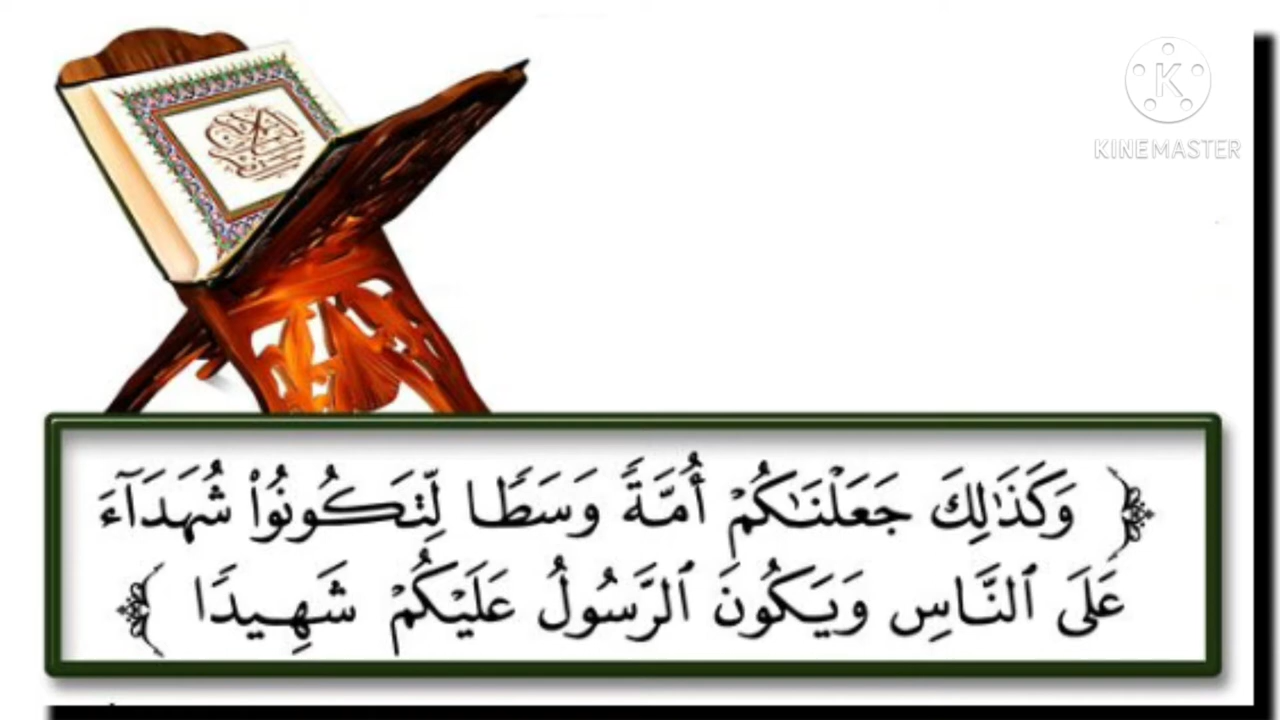 KINEMASTER
﴿ وَكَذَٰلِكَ جَعَلْنَـٰكُمْ أُمَّةً وَسَطًا لِّتَكُونُوا۟ شُهَدَآءَ
عَلَى ٱلنَّاسِ وَيَكُونَ ٱلرَّسُولُ عَلَيْكُمْ شَهِيدًا ﴾